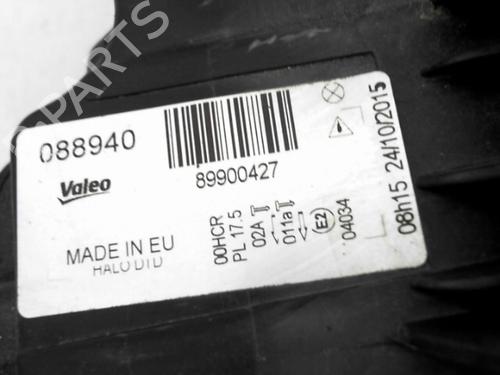 088940
Valeo
89900427
MADE IN EU
HALO DTD
00HCR
PL 17.5
02A
011a
E2
04034
08h15 24/10/2015
PARTS